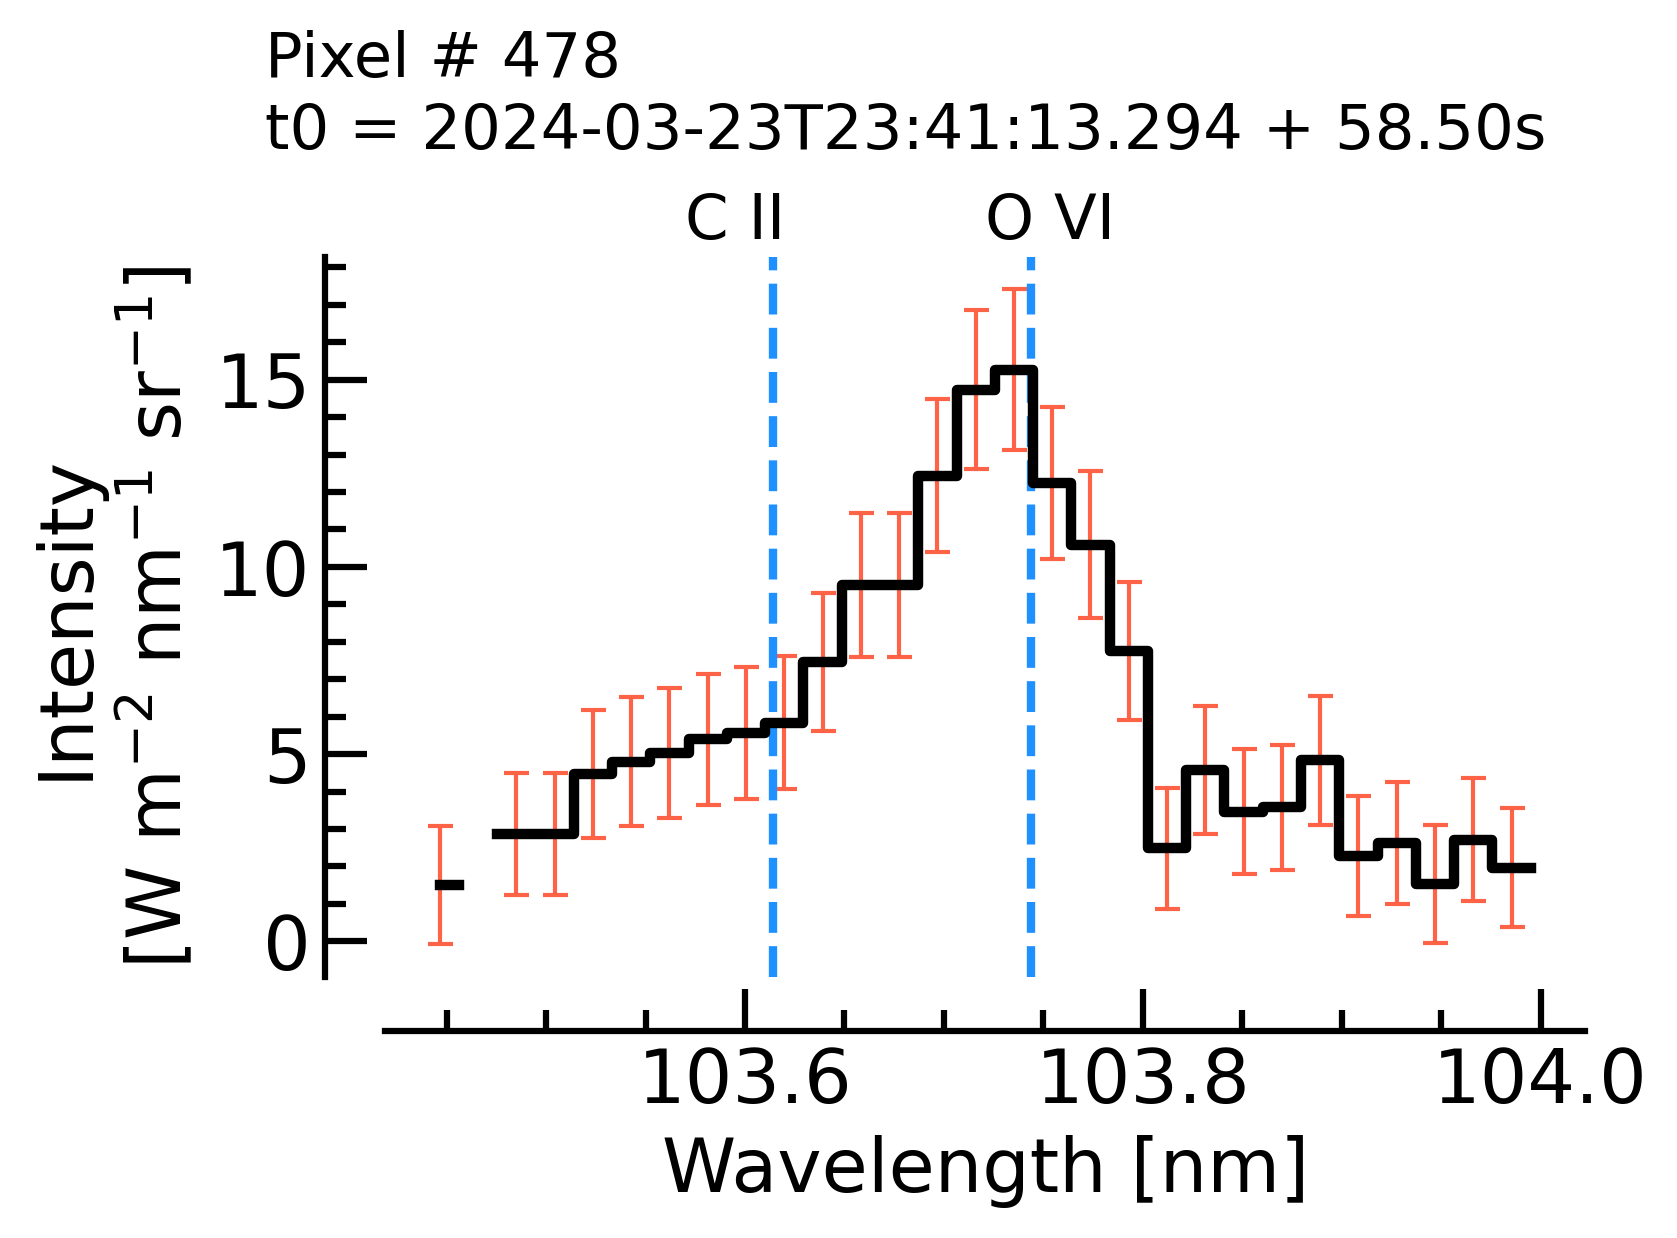 Pixel # 478
t0 = 2024-03-23T23:41:13.294 + 58.50s
C II O VI
Intensity
[W m⁻² nm⁻¹ sr⁻¹]
15
10
5
0
103.6 103.8 104.0
Wavelength [nm]